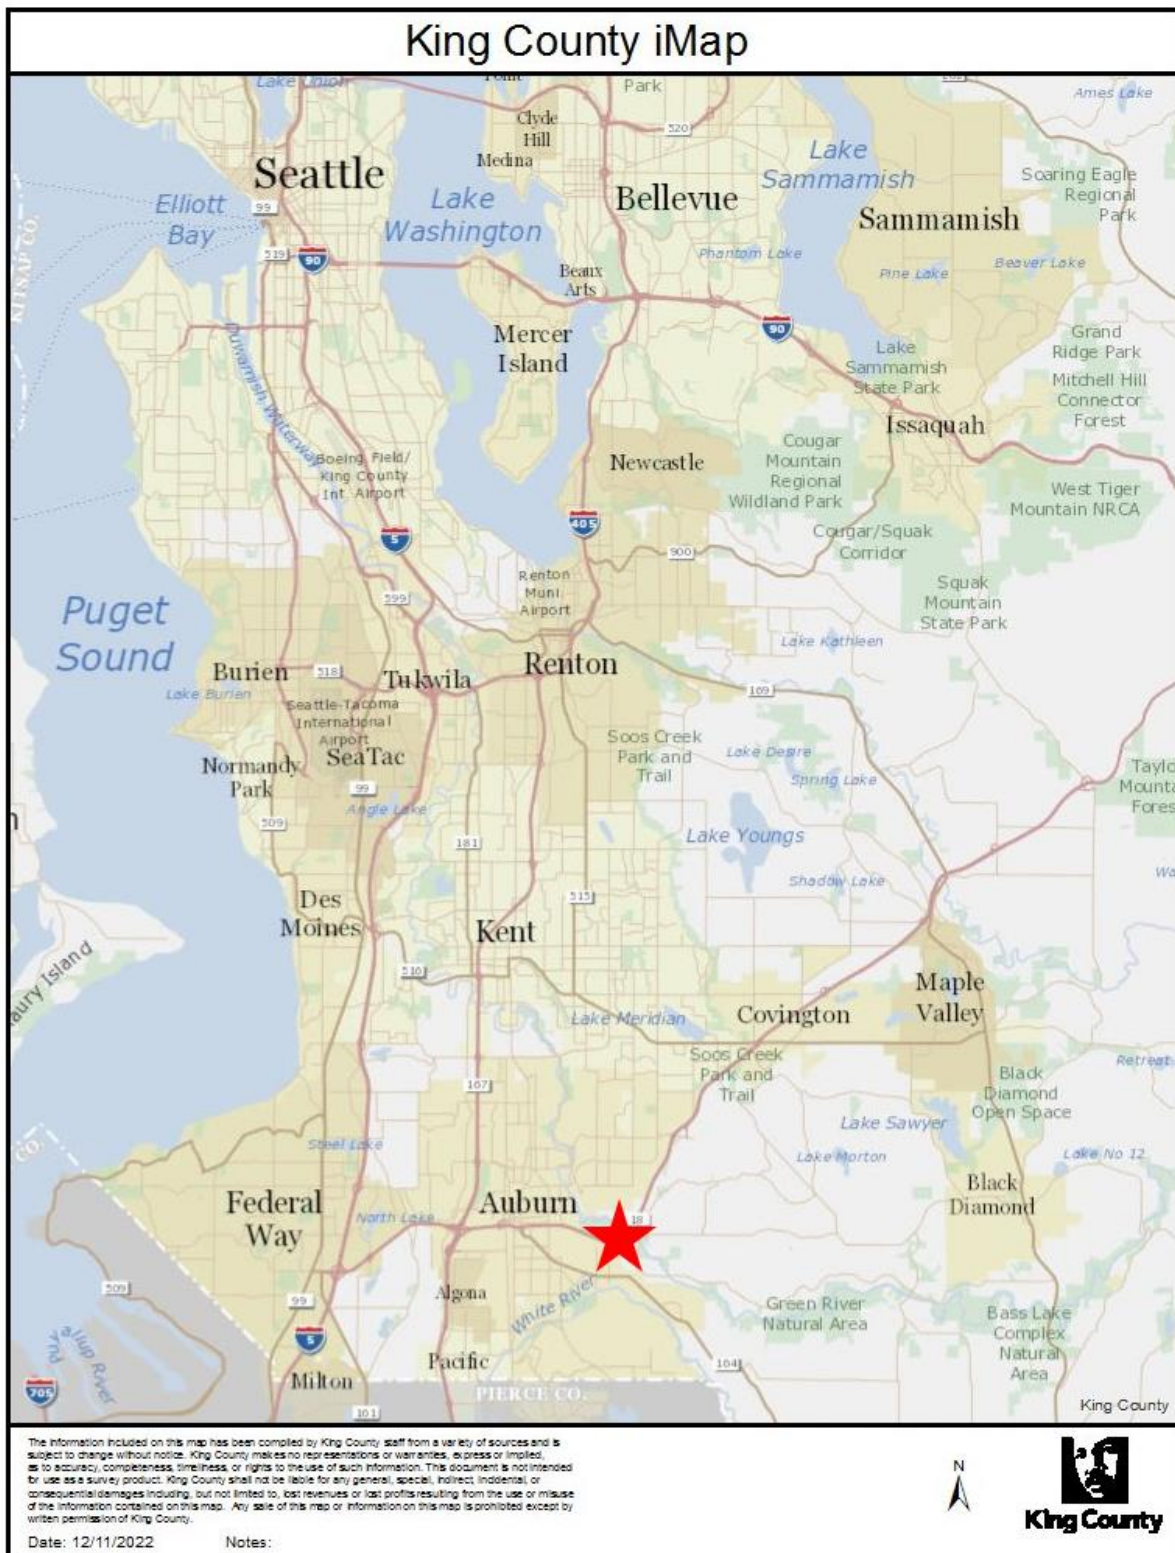 King County iMap
Lake Union
Point
Park
Ames Lake
Clyde
Hill
520
Medina
Seattle
Lake
Washington
Bellevue
Lake
Sammamish
Soaring Eagle
Regional
Park
Elliott
Bay
99
Sammamish
KITSAP CO.
519
90
Phantom Lake
Pine Lake
Beaver Lake
Beaux
Arts
Mercer
Island
90
Grand
Ridge Park
Lake
Sammamish
State Park
Mitchell Hill
Connector
Forest
Duwamish Waterway
Issaquah
Boeing Field/
King County
Int. Airport
Newcastle
Cougar
Mountain
Regional
Wildland Park
West Tiger
Mountain NRCA
405
5
Cougar/Squak
Corridor
900
Renton
Muni.
Airport
Squak
Mountain
State Park
599
Puget
Sound
Lake Kathleen
Burien
518
Tukwila
Renton
Lake Burien
169
Seattle-Tacoma
International
Airport
SeaTac
Soos Creek
Park and
Trail
Lake Desire
Spring Lake
Normandy
Park
99
Angle Lake
Taylo
Mounta
Fores
509
181
Lake Youngs
Shadow Lake
Wa
Des
Moines
515
Kent
516
aury Island
Maple
Valley
Lake Meridian
Covington
Soos Creek
Park and
Trail
Retreat
167
Black
Diamond
Open Space
CO.
Steel Lake
Lake Sawyer
Lake Morton
Lake No 12
Federal
Way
Auburn
Black
Diamond
North Lake
18
509
99
Algona
White River
Green River
Natural Area
Bass Lake
Complex
Natural
Area
5
allup River
Pu
705
Pacific
164
Milton
PIERCE CO.
161
King County
The information included on this map has been compiled by King County staff from a variety of sources and is
subject to change without notice. King County makes no representations or warranties, express or implied,
as to accuracy, completeness, timeliness, or rights to the use of such information. This document is not intended
for use as a survey product. King County shall not be liable for any general, special, indirect, incidental, or
consequential damages including, but not limited to, lost revenues or lost profits resulting from the use or misuse
of the information contained on this map. Any sale of this map or information on this map is prohibited except by
written permission of King County.
Date: 12/11/2022
Notes:
N
King County